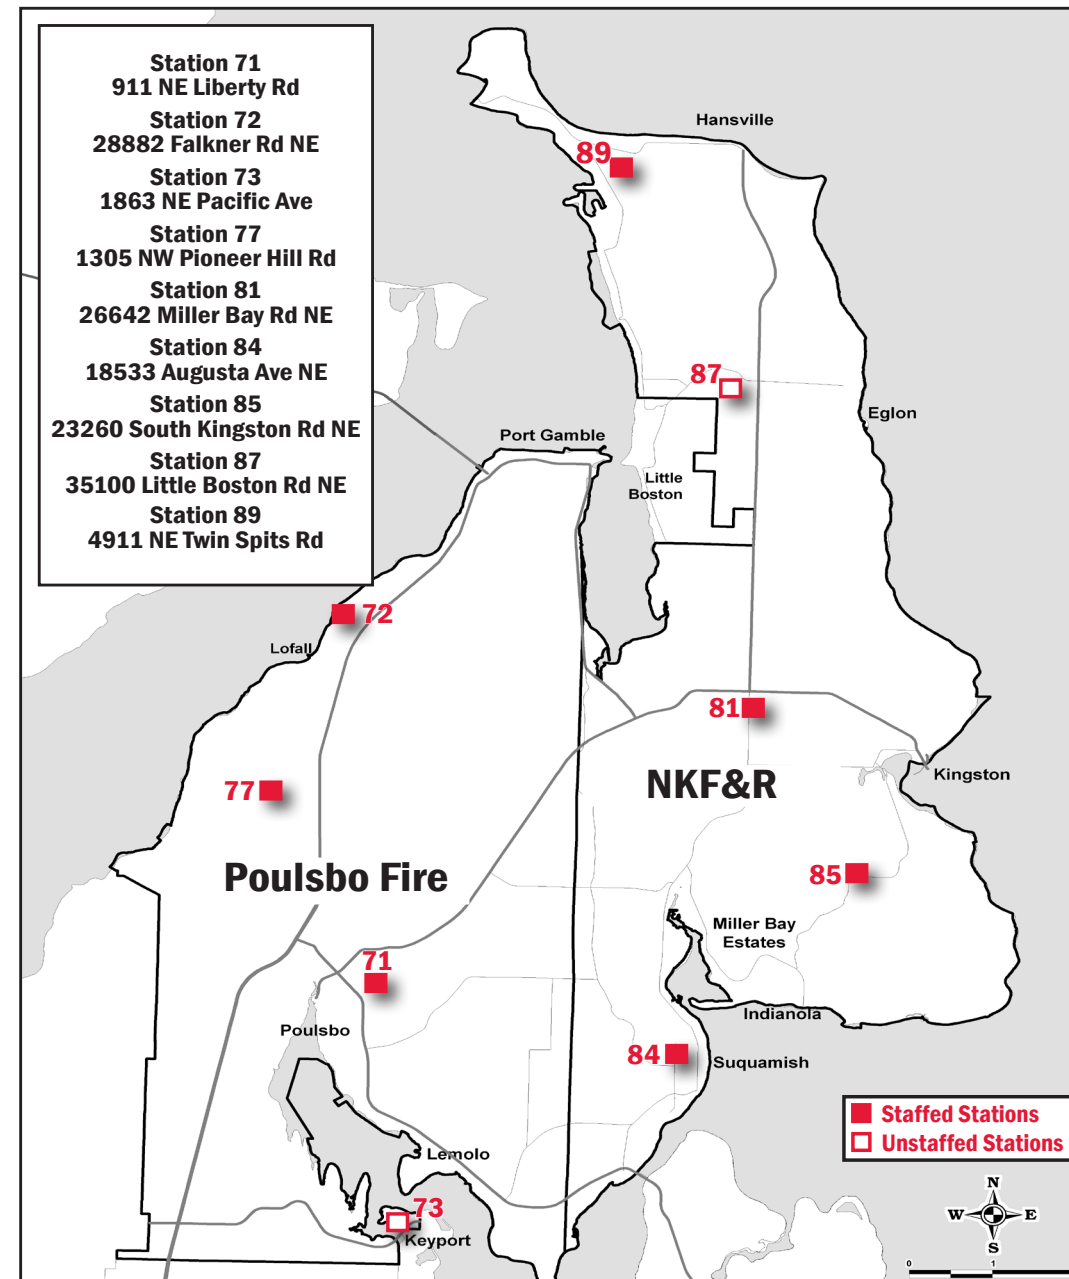 Station 71
911 NE Liberty Rd
Station 72
28882 Falkner Rd NE
Station 73
1863 NE Pacific Ave
Station 77
1305 NW Pioneer Hill Rd
Station 81
26642 Miller Bay Rd NE
Station 84
18533 Augusta Ave NE
Station 85
23260 South Kingston Rd NE
Station 87
35100 Little Boston Rd NE
Station 89
4911 NE Twin Spits Rd
Hansville
89
87
Eglon
Port Gamble
Little
Boston
72
Lofall
81
Kingston
NKF&R
77
Poulsbo Fire
85
Miller Bay
Estates
71
Indianola
Poulsbo
84
Suquamish
Staffed Stations
Unstaffed Stations
Lemolo
73
Keyport
N
W
E
S
0
1